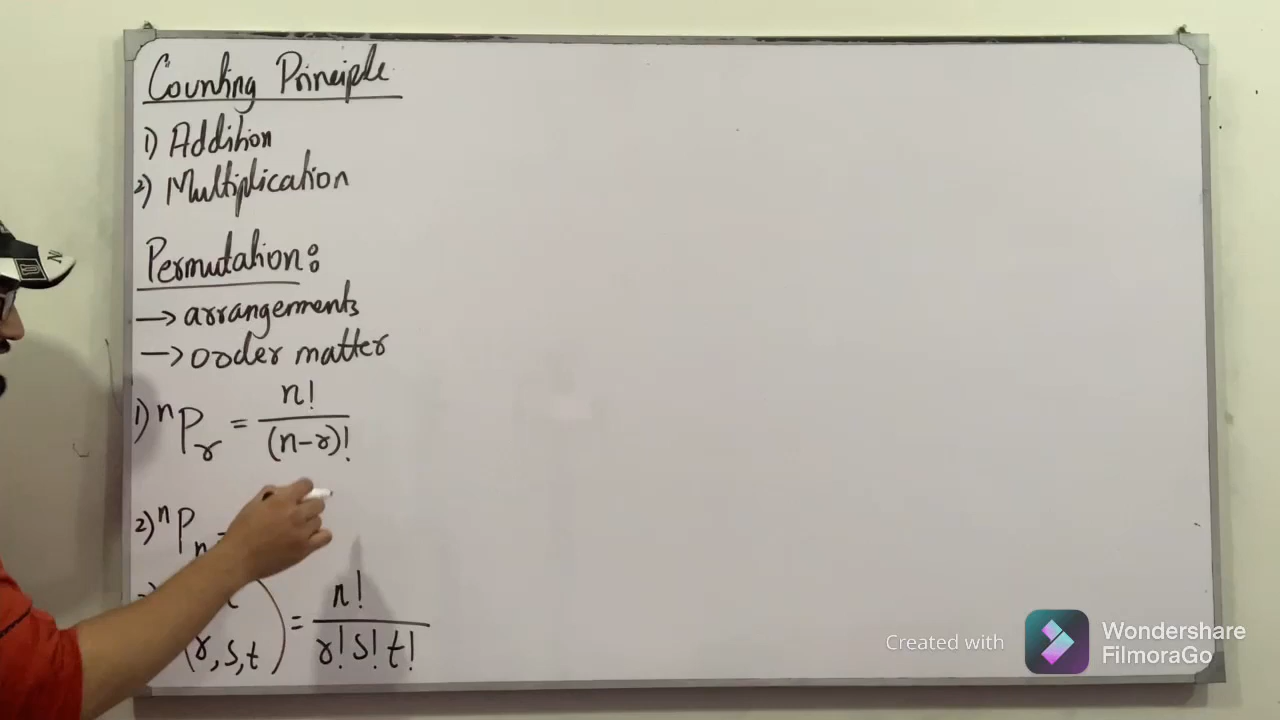 Counting Principle
1) Addition
2) Multiplication
Permutation:
→ arrangements
→ order matter
1) ⁿPᵣ = n! / (n-r)!
2) ⁿPₙ =
(r, s, t) = n! / r! s! t!
Created with Wondershare FilmoraGo